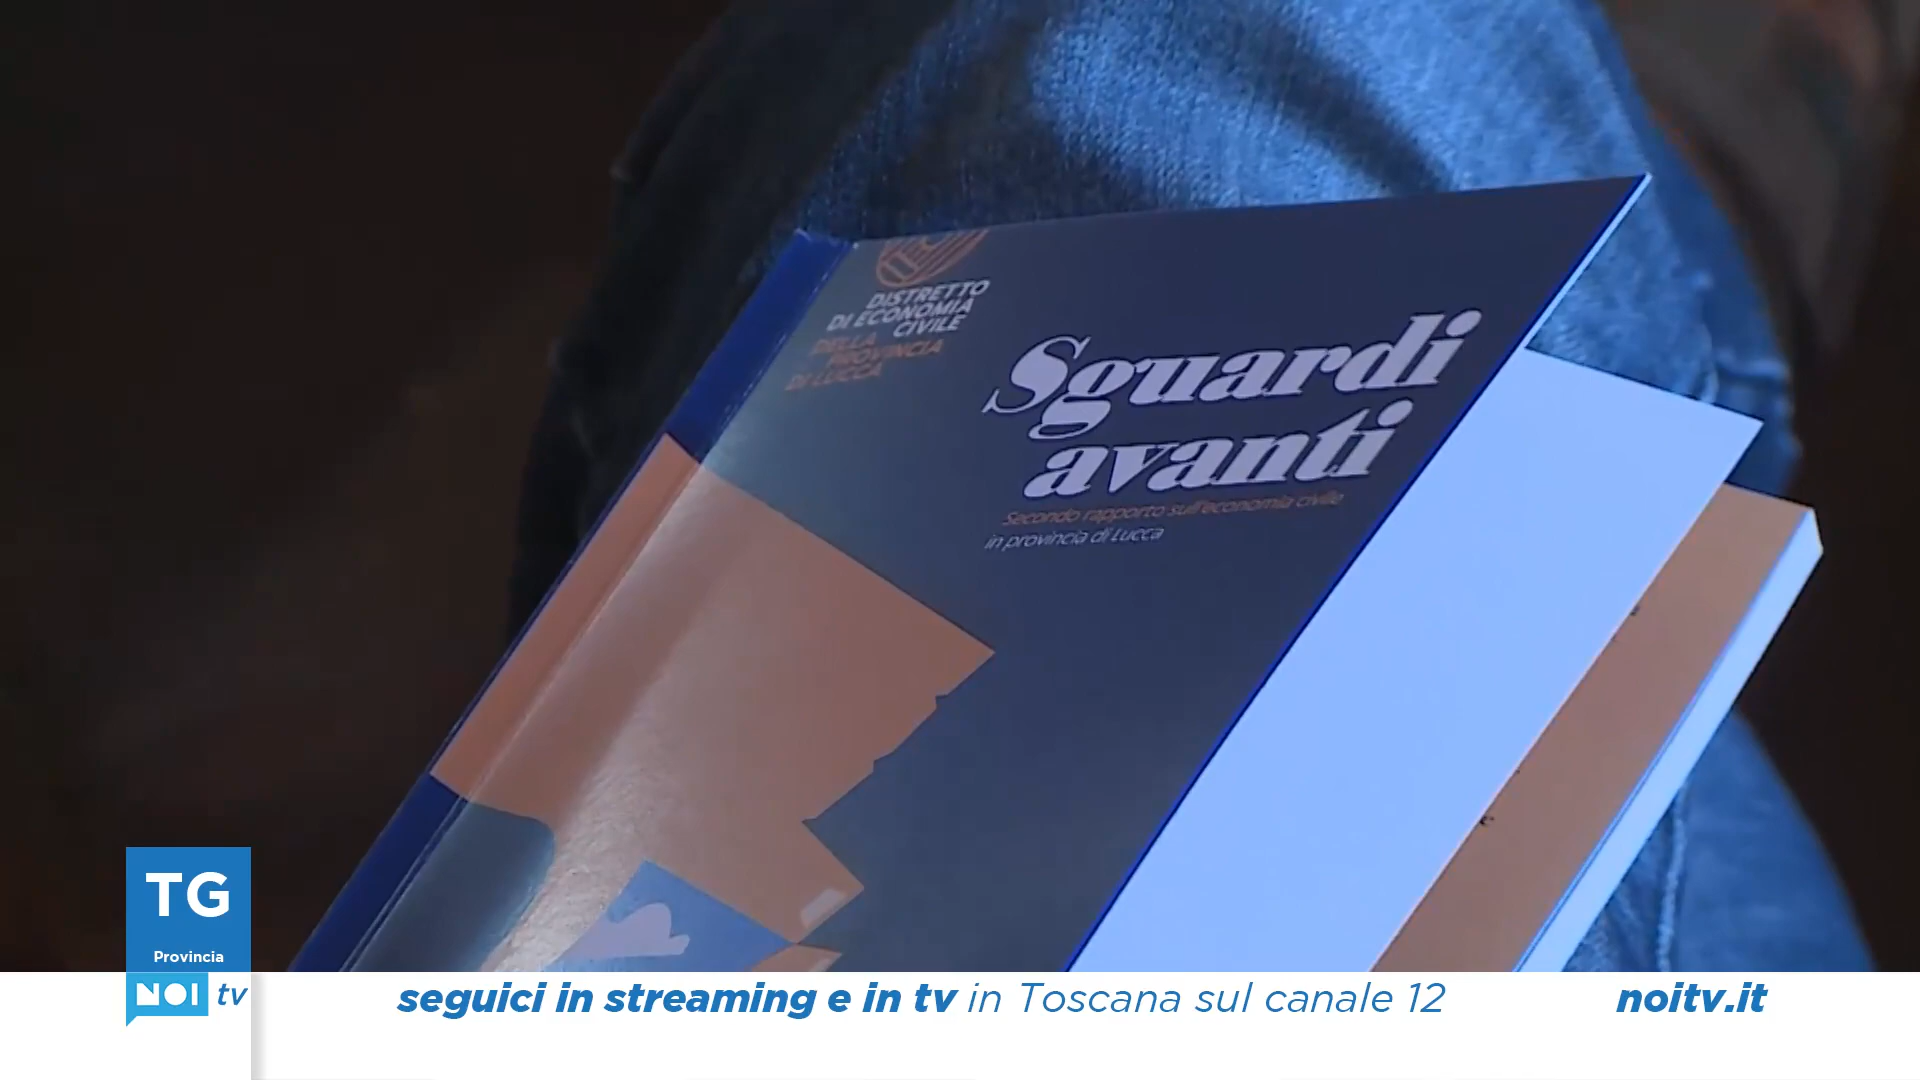 DISTRETTO
DI ECONOMIA
CIVILE
DELLA
PROVINCIA
DI LUCCA
Sguardi
avanti
Secondo rapporto sull'economia civile
in provincia di Lucca
TG
Provincia
NOI tv
seguici in streaming e in tv in Toscana sul canale 12
noitv.it